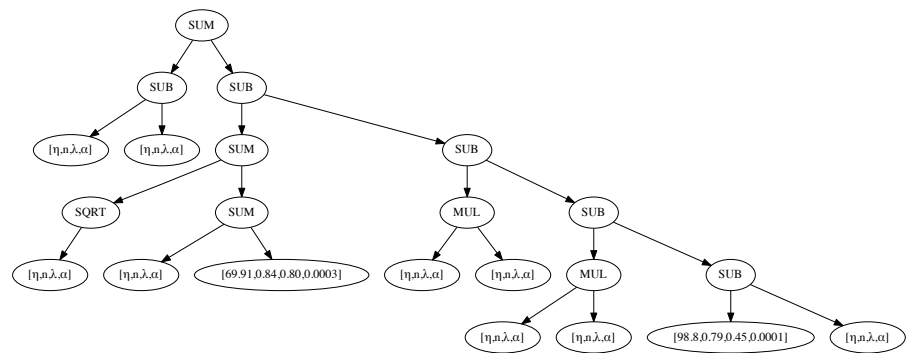 SUM
SUB SUB
[η,n,λ,α] [η,n,λ,α] SUM SUB
SQRT SUM MUL SUB
[η,n,λ,α] [η,n,λ,α] [69.91,0.84,0.80,0.0003] [η,n,λ,α] [η,n,λ,α] MUL SUB
[η,n,λ,α] [η,n,λ,α] [98.8,0.79,0.45,0.0001] [η,n,λ,α]